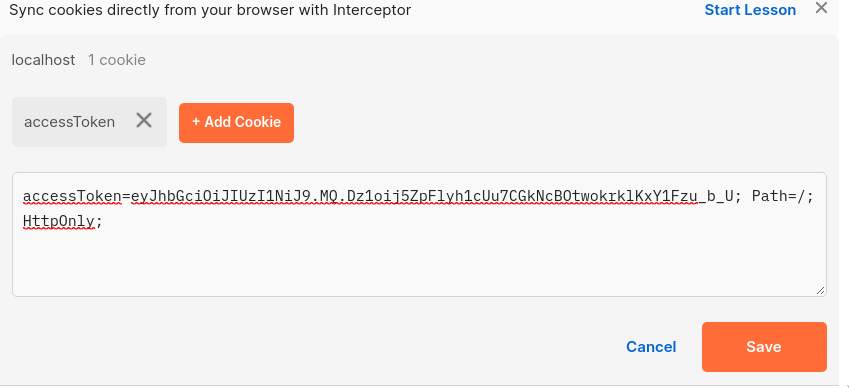 Sync cookies directly from your browser with Interceptor Start Lesson
localhost 1 cookie
accessToken + Add Cookie
accessToken=eyJhbGciOiJIUzI1NiJ9.MQ.Dz1oij5ZpFlyh1cUu7CGkNcBOtwokrklKxY1Fzu_b_U; Path=/;
HttpOnly;
Cancel Save